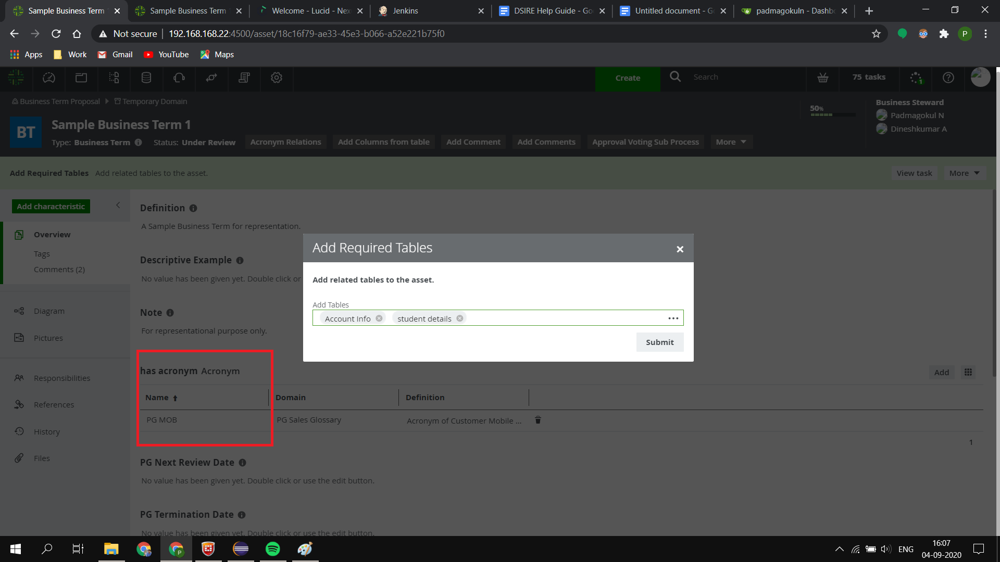 Sample Business Term
Sample Business Term
Welcome - Lucid - Nex
Jenkins
DSIRE Help Guide - Go
Untitled document - G
padmagokuln - Dashbo
Not secure
192.168.168.22:4500/asset/18c16f79-ae33-45e3-b066-a52e221b75f0
P
Apps
Work
Gmail
YouTube
Maps
Create
Search
75 tasks
1
Business Term Proposal
Temporary Domain
50%
Business Steward
Padmagokul N
Dineshkumar A
BT
Sample Business Term 1
Type: Business Term
Status: Under Review
Acronym Relations
Add Columns from table
Add Comment
Add Comments
Approval Voting Sub Process
More
Add Required Tables Add related tables to the asset.
View task
More
Add characteristic
Overview
Tags
Comments (2)
Diagram
Pictures
Responsibilities
References
History
Files
Definition
A Sample Business Term for representation.
Descriptive Example
No value has been given yet. Double click or
Note
For representational purpose only.
Add Required Tables
Add related tables to the asset.
Add Tables
Account Info
student details
Submit
has acronym Acronym
Add
Name
Domain
Definition
PG MOB
PG Sales Glossary
Acronym of Customer Mobile ...
1
PG Next Review Date
No value has been given yet. Double click or use the edit button.
PG Termination Date
No value has been given yet. Double click or use the edit button.
P
ENG
16:07
04-09-2020